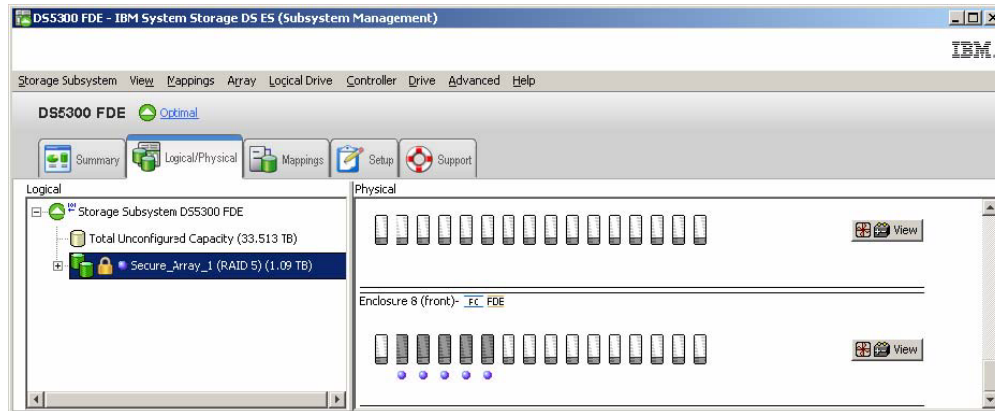 DS5300 FDE - IBM System Storage DS ES (Subsystem Management)
IBM.
Storage Subsystem View Mappings Array Logical Drive Controller Drive Advanced Help
DS5300 FDE Optimal
Summary Logical/Physical Mappings Setup Support
Logical
Physical
Storage Subsystem DS5300 FDE
Total Unconfigured Capacity (33.513 TB)
Secure_Array_1 (RAID 5) (1.09 TB)
View
Enclosure 8 (front)- FC FDE
View